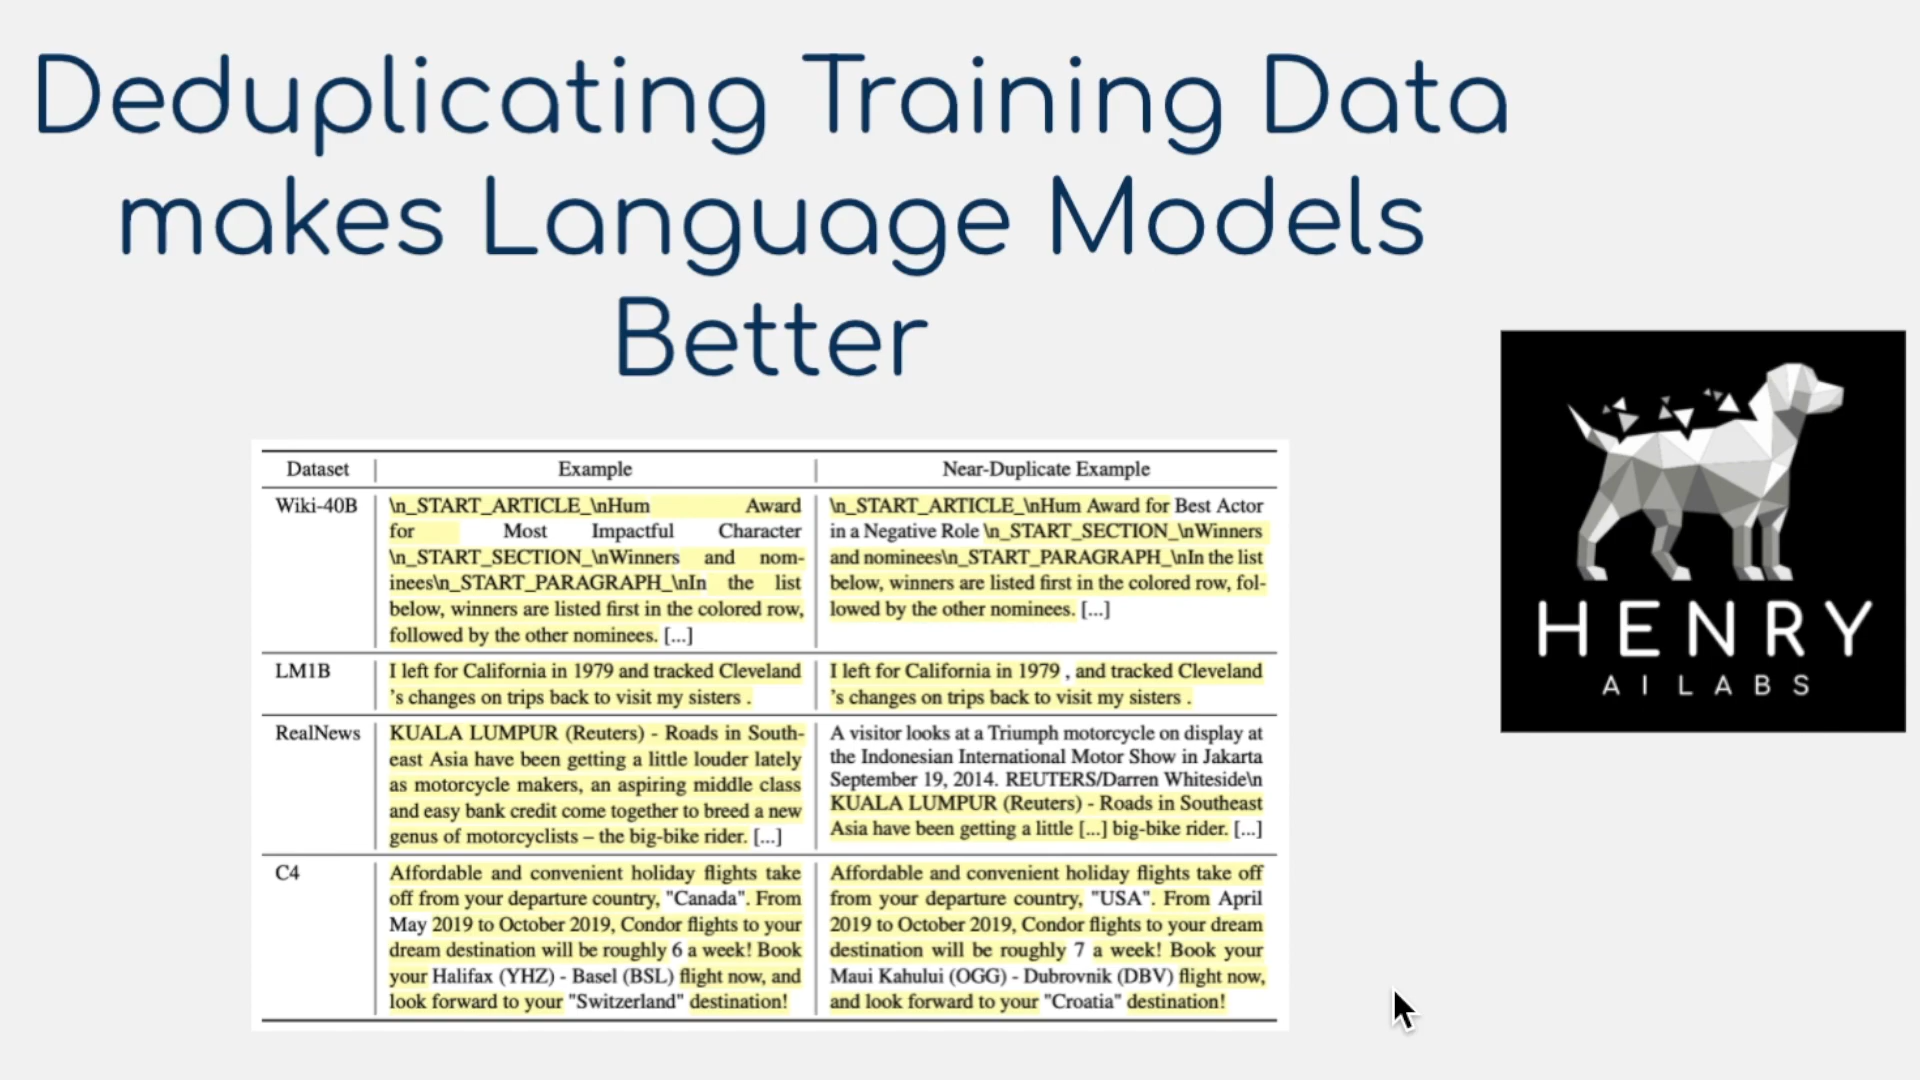 Deduplicating Training Data
makes Language Models
Better
Dataset Example Near-Duplicate Example
Wiki-40B
\n_START_ARTICLE_\nHum Award
for Most Impactful Character
\n_START_SECTION_\nWinners and nom-
inees\n_START_PARAGRAPH_\nIn the list
below, winners are listed first in the colored row,
followed by the other nominees. [...]
\n_START_ARTICLE_\nHum Award for Best Actor
in a Negative Role \n_START_SECTION_\nWinners
and nominees\n_START_PARAGRAPH_\nIn the list
below, winners are listed first in the colored row, fol-
lowed by the other nominees. [...]
LM1B
I left for California in 1979 and tracked Cleveland
's changes on trips back to visit my sisters .
I left for California in 1979 , and tracked Cleveland
's changes on trips back to visit my sisters .
RealNews
KUALA LUMPUR (Reuters) - Roads in South-
east Asia have been getting a little louder lately
as motorcycle makers, an aspiring middle class
and easy bank credit come together to breed a new
genus of motorcyclists – the big-bike rider. [...]
A visitor looks at a Triumph motorcycle on display at
the Indonesian International Motor Show in Jakarta
September 19, 2014. REUTERS/Darren Whiteside\n
KUALA LUMPUR (Reuters) - Roads in Southeast
Asia have been getting a little [...] big-bike rider. [...]
C4
Affordable and convenient holiday flights take
off from your departure country, "Canada". From
May 2019 to October 2019, Condor flights to your
dream destination will be roughly 6 a week! Book
your Halifax (YHZ) - Basel (BSL) flight now, and
look forward to your "Switzerland" destination!
Affordable and convenient holiday flights take off
from your departure country, "USA". From April
2019 to October 2019, Condor flights to your dream
destination will be roughly 7 a week! Book your
Maui Kahului (OGG) - Dubrovnik (DBV) flight now,
and look forward to your "Croatia" destination!
HENRY
AI LABS